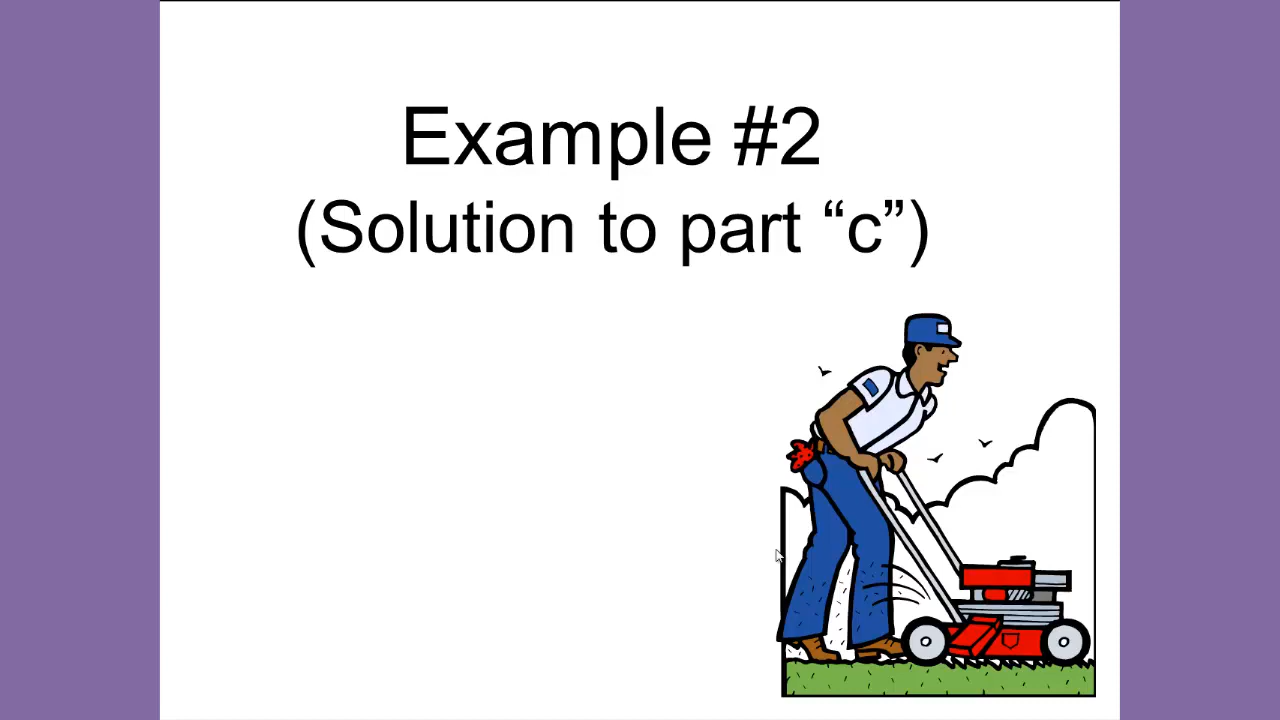 Example #2
(Solution to part “c”)